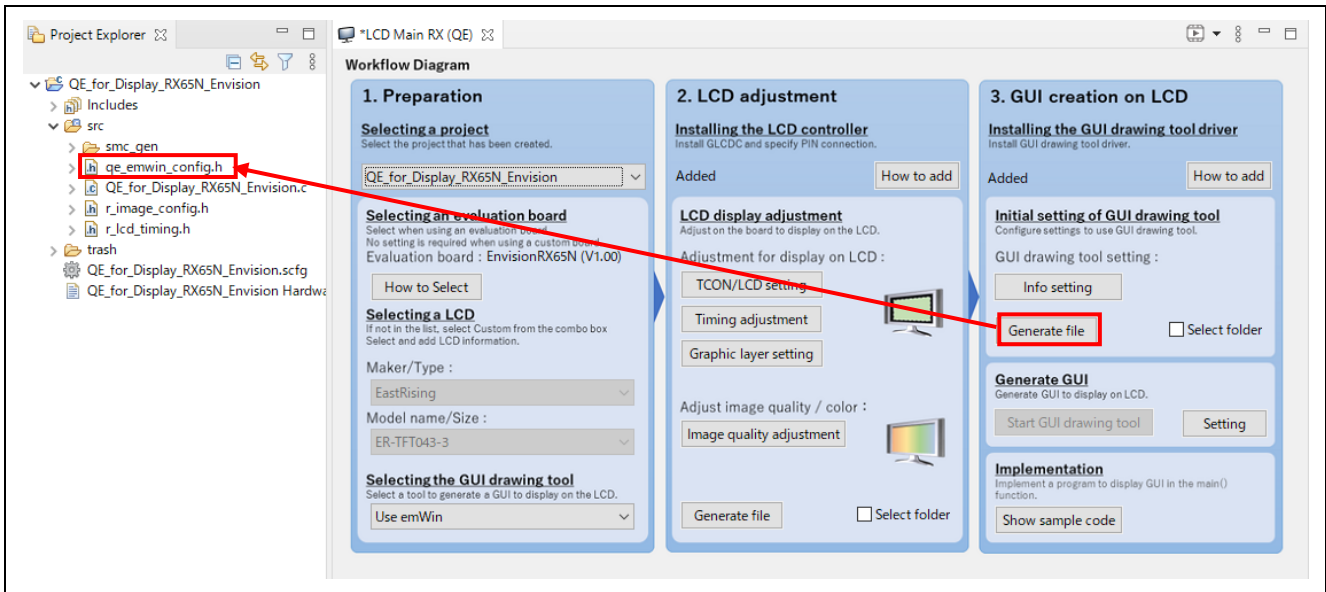 Project Explorer
QE_for_Display_RX65N_Envision
Includes
src
smc_gen
qe_emwin_config.h
QE_for_Display_RX65N_Envision.c
r_image_config.h
r_lcd_timing.h
trash
QE_for_Display_RX65N_Envision.scfg
QE_for_Display_RX65N_Envision Hardwa
*LCD Main RX (QE)
Workflow Diagram
1. Preparation
Selecting a project
Select the project that has been created.
QE_for_Display_RX65N_Envision
Selecting an evaluation board
Select when using an evaluation board.
No setting is required when using a custom board.
Evaluation board : EnvisionRX65N (V1.00)
How to Select
Selecting a LCD
If not in the list, select Custom from the combo box
Select and add LCD information.
Maker/Type :
EastRising
Model name/Size :
ER-TFT043-3
Selecting the GUI drawing tool
Select a tool to generate a GUI to display on the LCD.
Use emWin
2. LCD adjustment
Installing the LCD controller
Install GLCDC and specify PIN connection.
Added
How to add
LCD display adjustment
Adjust on the board to display on the LCD.
Adjustment for display on LCD :
TCON/LCD setting
Timing adjustment
Graphic layer setting
Adjust image quality / color :
Image quality adjustment
Generate file
Select folder
3. GUI creation on LCD
Installing the GUI drawing tool driver
Install GUI drawing tool driver.
Added
How to add
Initial setting of GUI drawing tool
Configure settings to use GUI drawing tool.
GUI drawing tool setting :
Info setting
Generate file
Select folder
Generate GUI
Generate GUI to display on LCD.
Start GUI drawing tool
Setting
Implementation
Implement a program to display GUI in the main()
function.
Show sample code